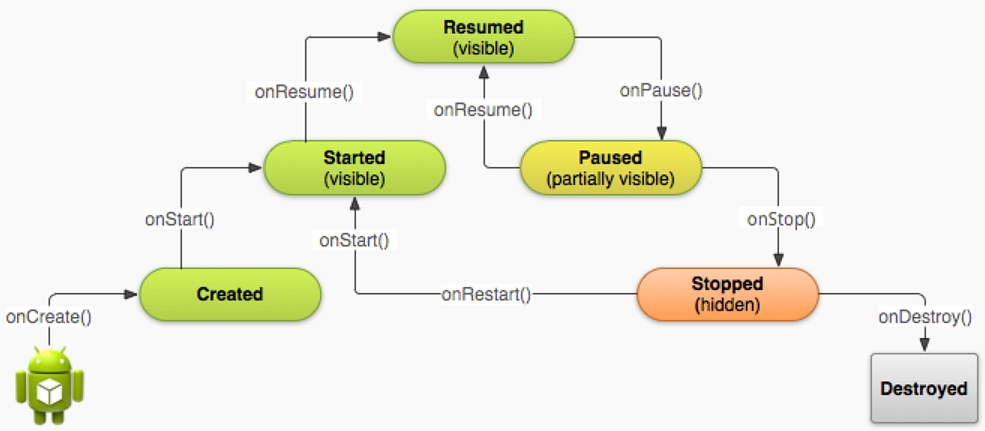 Resumed
(visible)
onResume()
onResume()
onPause()
Started
(visible)
Paused
(partially visible)
onStart()
onStart()
onStop()
Created
onRestart()
Stopped
(hidden)
onCreate()
onDestroy()
Destroyed